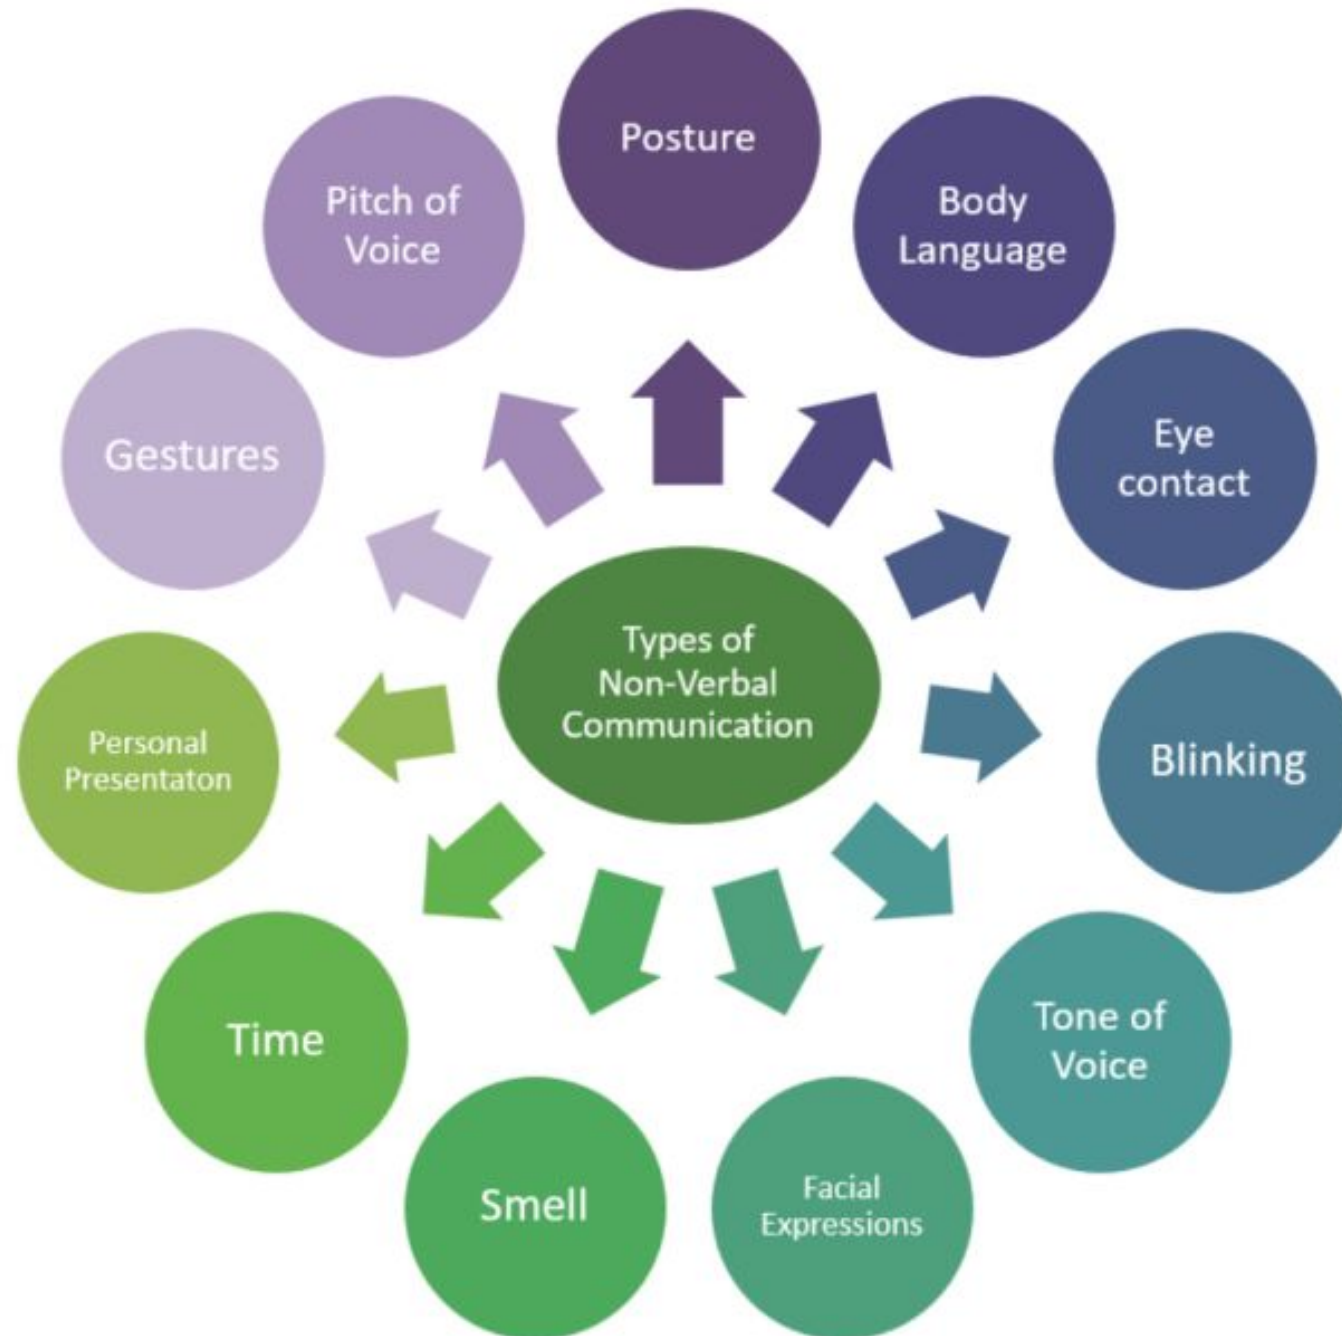 Posture
Body
Language
Eye
contact
Blinking
Tone of
Voice
Facial
Expressions
Smell
Time
Personal
Presentaton
Gestures
Pitch of
Voice
Types of
Non-Verbal
Communication